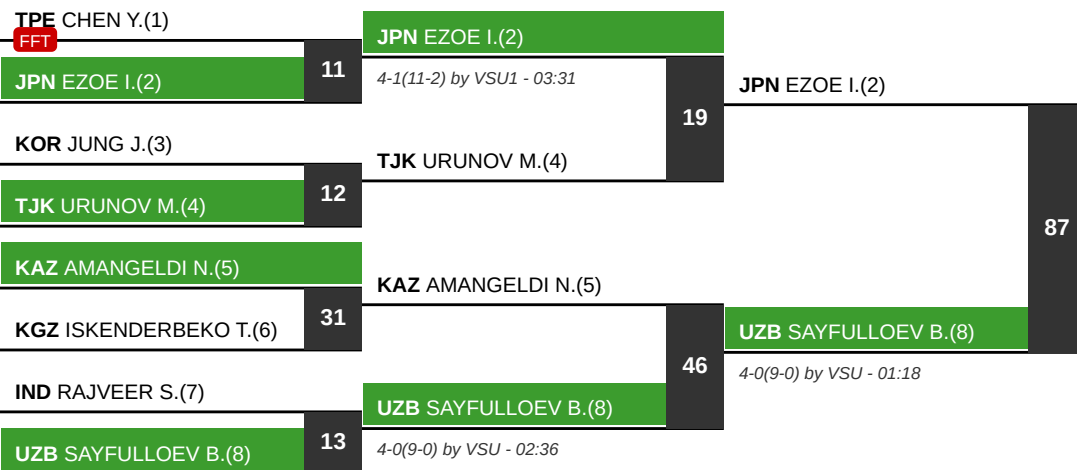 TPE CHEN Y.(1)
FFT
JPN EZOE I.(2)
11
KOR JUNG J.(3)
TJK URUNOV M.(4)
12
KAZ AMANGELDI N.(5)
KGZ ISKENDERBEKO T.(6)
31
IND RAJVEER S.(7)
UZB SAYFULLOEV B.(8)
13
JPN EZOE I.(2)
4-1(11-2) by VSU1 - 03:31
TJK URUNOV M.(4)
19
KAZ AMANGELDI N.(5)
UZB SAYFULLOEV B.(8)
4-0(9-0) by VSU - 02:36
46
JPN EZOE I.(2)
UZB SAYFULLOEV B.(8)
4-0(9-0) by VSU - 01:18
87